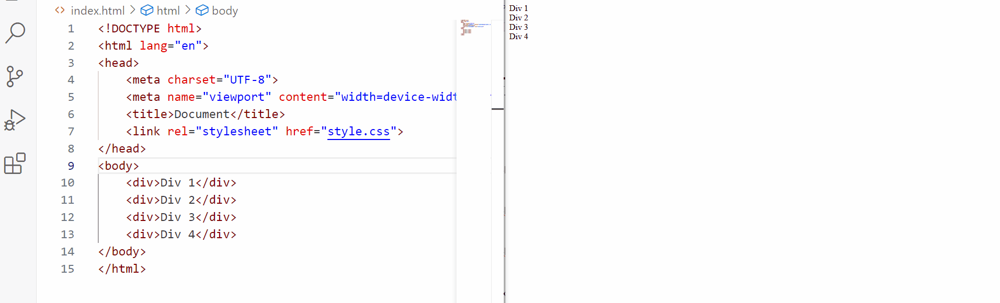 index.html > html > body
1 <!DOCTYPE html>
2 <html lang="en">
3 <head>
4 <meta charset="UTF-8">
5 <meta name="viewport" content="width=device-widt
6 <title>Document</title>
7 <link rel="stylesheet" href="style.css">
8 </head>
9 <body>
10 <div>Div 1</div>
11 <div>Div 2</div>
12 <div>Div 3</div>
13 <div>Div 4</div>
14 </body>
15 </html>
Div 1
Div 2
Div 3
Div 4